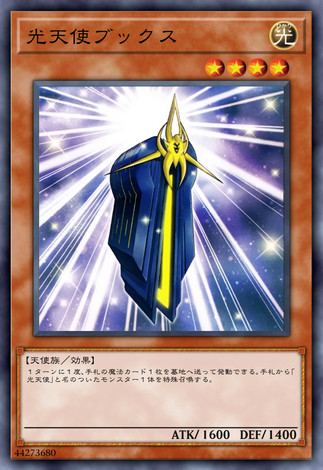 光天使ブックス
光
【天使族／効果】
１ターンに１度、手札の魔法カード１枚を墓地へ送って発動できる。手札から「
光天使」と名のついたモンスター１体を特殊召喚する。
ATK/ 1600 DEF/ 1400
44273680